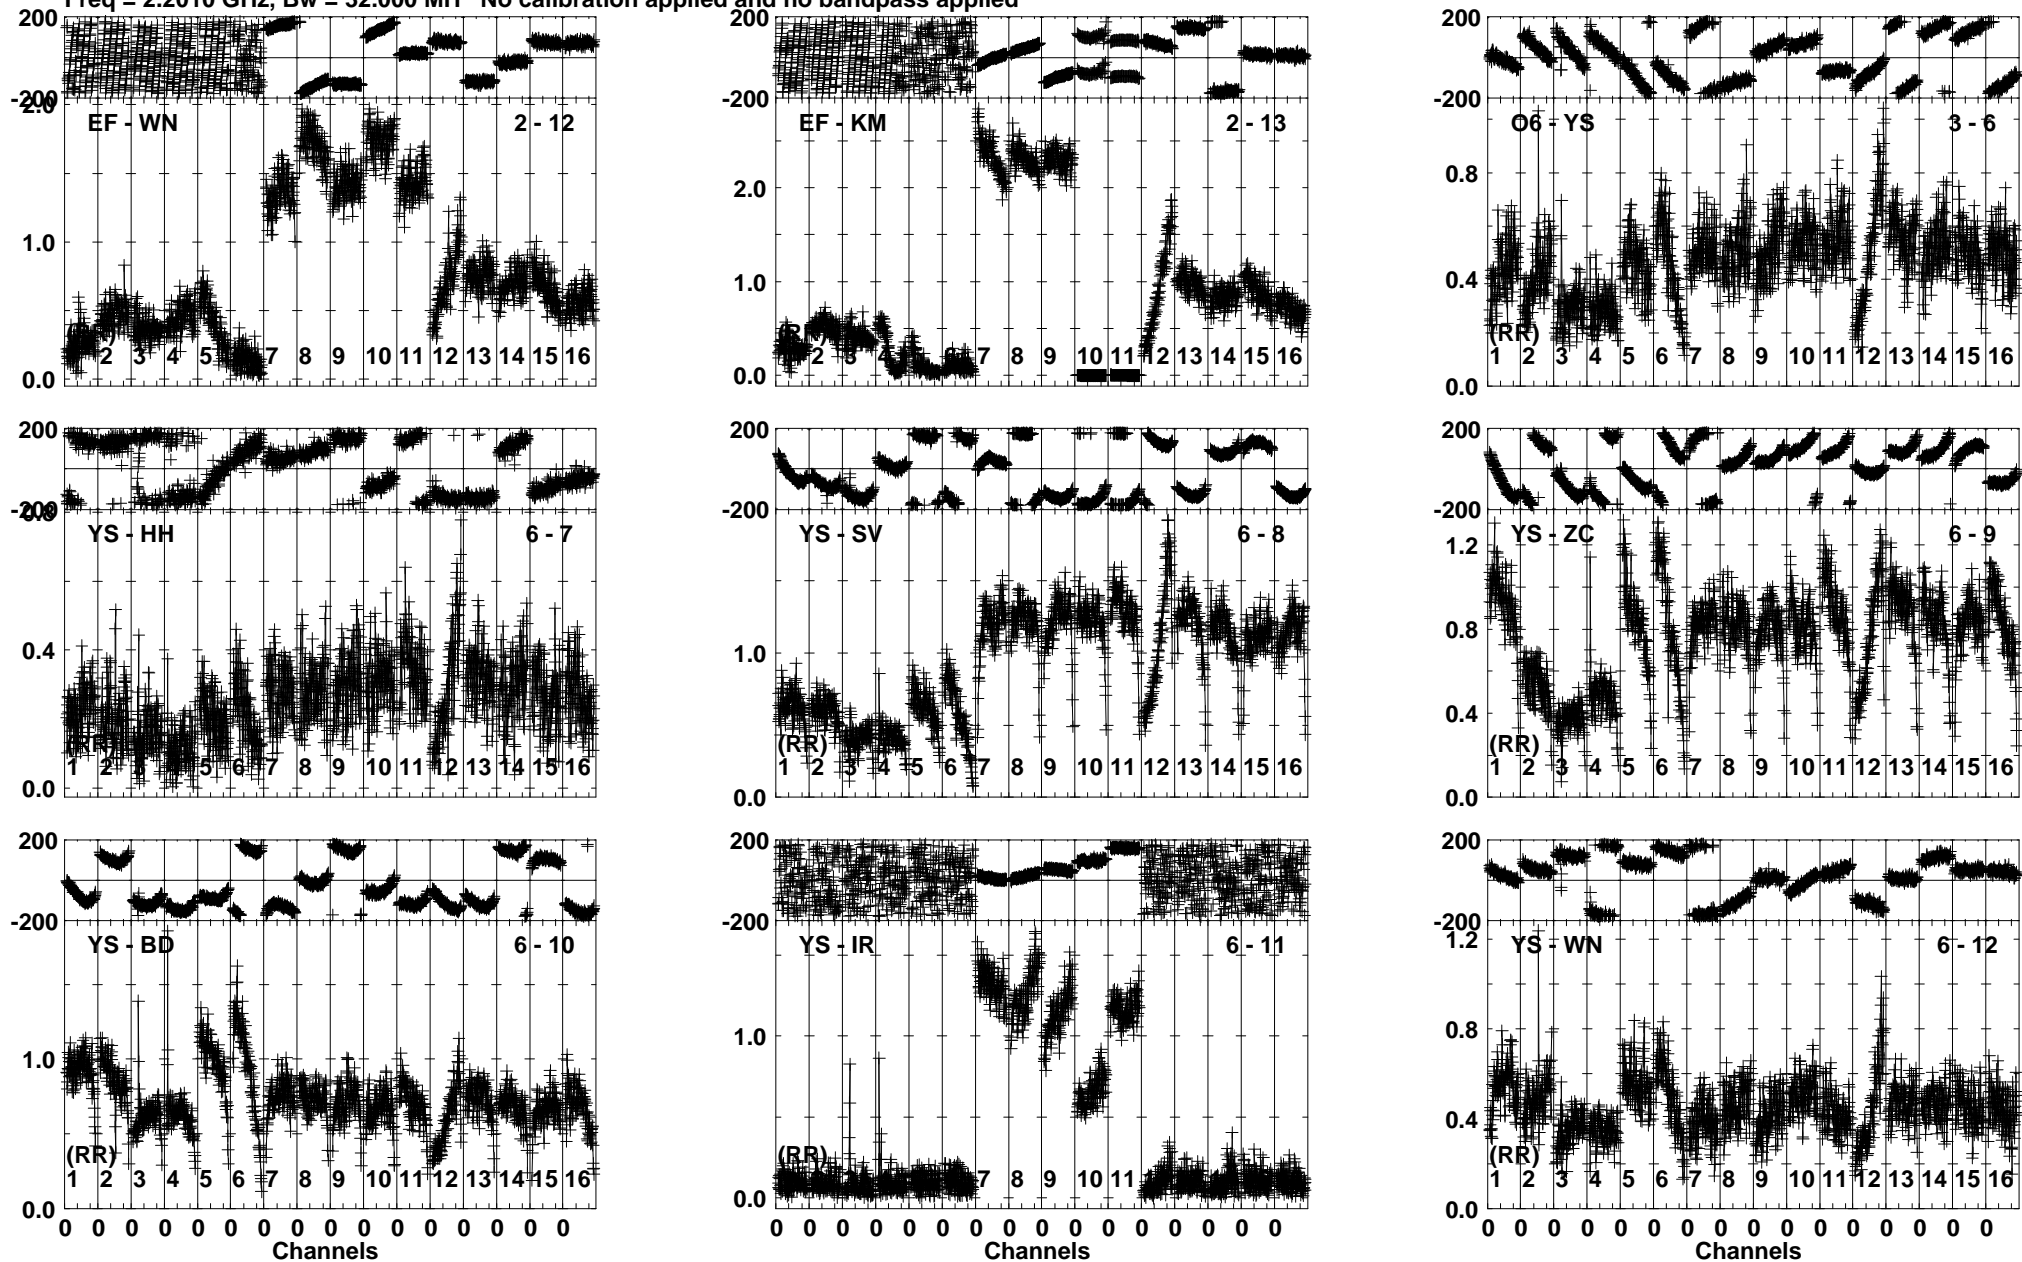 Freq = 2.2010 GHz, Bw = 32.000 MH No calibration applied and no bandpass applied
200
-200
EF - WN 2 - 12
2.0
1.0
0.0
2 3 4 5 7 8 9 10 11 12 13 14 15 16
200
-200
EF - KM 2 - 13
2.0
1.0
0.0
(RR)
2 3 4 6 7 8 9 10 11 12 13 14 15 16
200
-200
O6 - YS 3 - 6
0.8
0.4
0.0
(RR)
1 2 3 4 5 6 7 8 9 10 11 12 13 14 15 16
200
-200
YS - HH 6 - 7
0.8
0.4
0.0
(RR)
1 2 3 4 5 6 7 8 9 10 11 12 13 14 15 16
200
-200
YS - SV 6 - 8
1.0
0.0
(RR)
1 2 3 4 5 6 7 8 9 10 11 12 13 14 15 16
200
-200
YS - ZC 6 - 9
1.2
0.8
0.4
0.0
(RR)
1 2 3 4 5 6 7 8 9 10 11 12 13 14 15 16
200
-200
YS - BD 6 - 10
1.0
0.0
(RR)
1 2 3 4 5 6 7 8 9 10 11 12 13 14 15 16
0 0 0 0 0 0 0 0 0 0 0 0 0 0 0 0
Channels
200
-200
YS - IR 6 - 11
1.0
0.0
(RR)
7 8 9 10 11
0 0 0 0 0 0 0 0 0 0 0 0 0 0 0 0
Channels
200
-200
YS - WN 6 - 12
1.2
0.8
0.4
0.0
(RR)
1 2 3 4 5 6 7 8 9 10 11 12 13 14 15 16
0 0 0 0 0 0 0 0 0 0 0 0 0 0 0 0
Channels